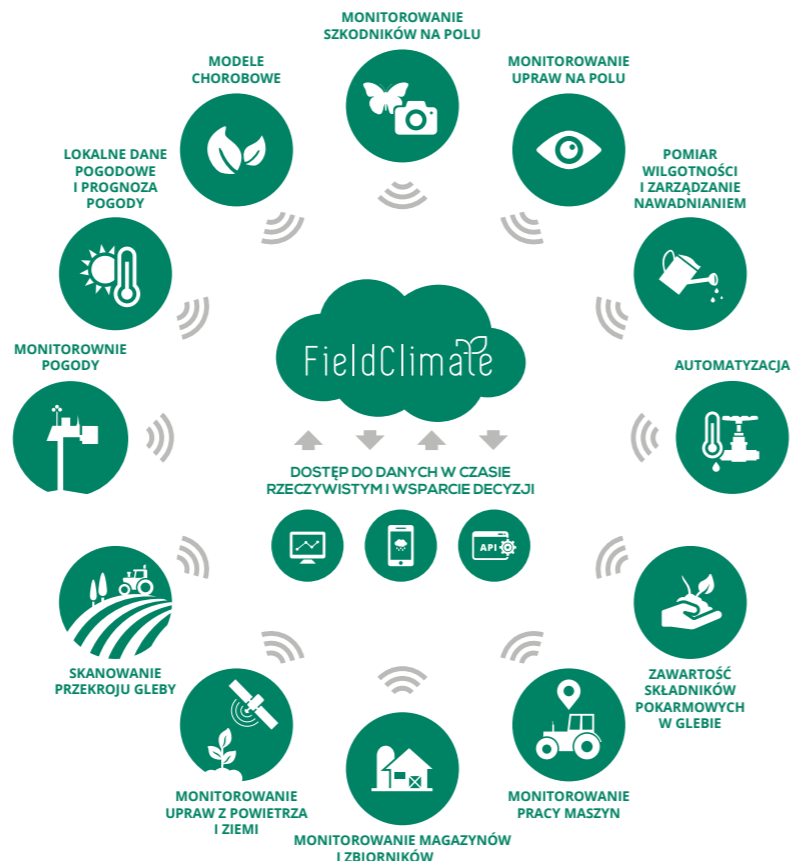 MONITOROWANIE
SZKODNIKÓW NA POLU
MONITOROWANIE
UPRAW NA POLU
POMIAR
WILGOTNOŚCI
I ZARZĄDZANIE
NAWADNIANIEM
AUTOMATYZACJA
ZAWARTOŚĆ
SKŁADNIKÓW
POKARMOWYCH
W GLEBIE
MONITOROWANIE
PRACY MASZYN
MONITOROWANIE MAGAZYNÓW
I ZBIORNIKÓW
MONITOROWANIE
UPRAW Z POWIETRZA
I ZIEMI
SKANOWANIE
PRZEKROJU GLEBY
MONITOROWNIE
POGODY
LOKALNE DANE
POGODOWE
I PROGNOZA
POGODY
MODELE
CHOROBOWE
FieldClimate
DOSTĘP DO DANYCH W CZASIE
RZECZYWISTYM I WSPARCIE DECYZJI
API